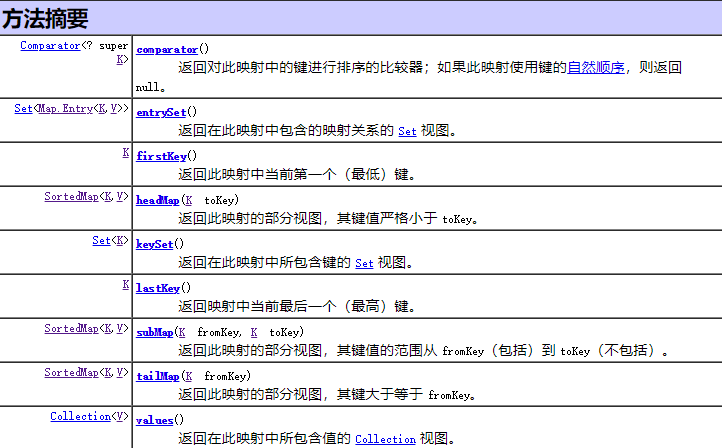 方法摘要
Comparator<? super K> comparator()
返回对此映射中的键进行排序的比较器；如果此映射使用键的自然顺序，则返回
null。
Set<Map.Entry<K,V>> entrySet()
返回在此映射中包含的映射关系的 Set 视图。
K firstKey()
返回此映射中当前第一个（最低）键。
SortedMap<K,V> headMap(K toKey)
返回此映射的部分视图，其键值严格小于 toKey。
Set<K> keySet()
返回在此映射中所包含键的 Set 视图。
K lastKey()
返回映射中当前最后一个（最高）键。
SortedMap<K,V> subMap(K fromKey, K toKey)
返回此映射的部分视图，其键值的范围从 fromKey（包括）到 toKey（不包括）。
SortedMap<K,V> tailMap(K fromKey)
返回此映射的部分视图，其键大于等于 fromKey。
Collection<V> values()
返回在此映射中所包含值的 Collection 视图。